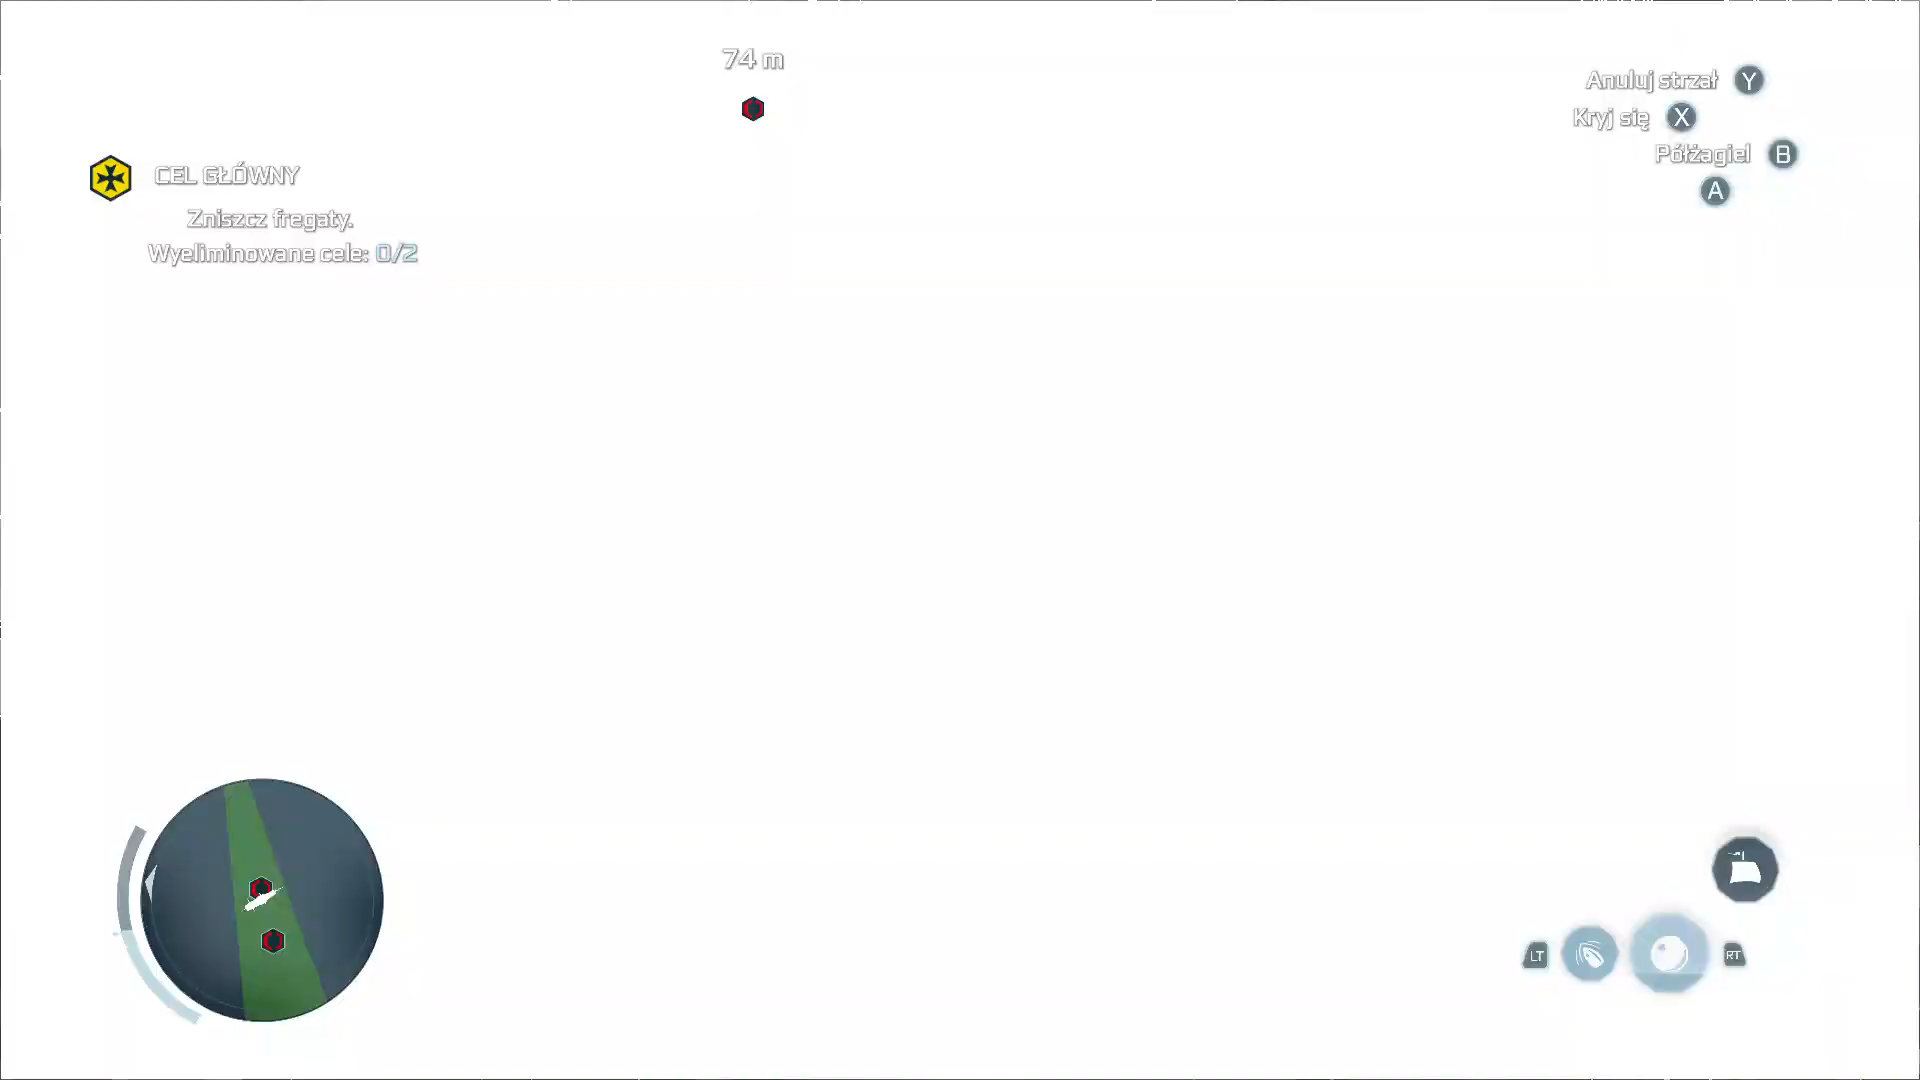 74 m
Anuluj strzał Y
Kryj się X
Półżagiel B
A
CEL GŁÓWNY
Zniszcz fregaty.
Wyeliminowane cele: 0/2
LT
RT